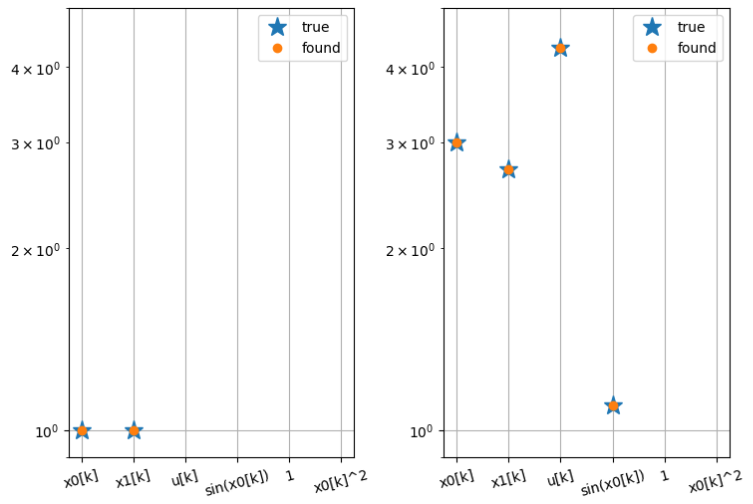 true
found
4 × 10⁰
3 × 10⁰
2 × 10⁰
10⁰
x0[k]
x1[k]
u[k]
sin(x0[k])
1
x0[k]^2
true
found
4 × 10⁰
3 × 10⁰
2 × 10⁰
10⁰
x0[k]
x1[k]
u[k]
sin(x0[k])
1
x0[k]^2